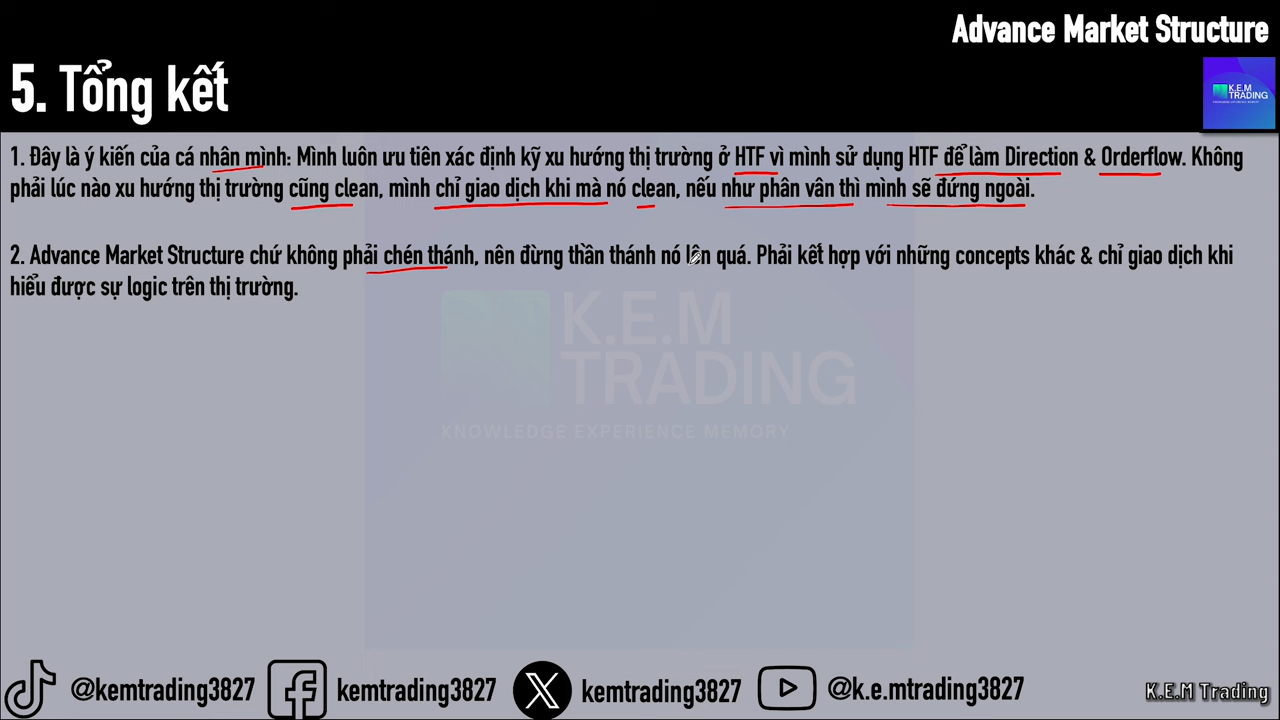 Advance Market Structure
5. Tổng kết
K.E.M
TRADING
1. Đây là ý kiến của cá nhân mình: Mình luôn ưu tiên xác định kỹ xu hướng thị trường ở HTF vì mình sử dụng HTF để làm Direction & Orderflow. Không
phải lúc nào xu hướng thị trường cũng clean, mình chỉ giao dịch khi mà nó clean, nếu như phân vân thì mình sẽ đứng ngoài.
2. Advance Market Structure chứ không phải chén thánh, nên đừng thần thánh nó lên quá. Phải kết hợp với những concepts khác & chỉ giao dịch khi
hiểu được sự logic trên thị trường.
K.E.M
TRADING
KNOWLEDGE EXPERIENCE MEMORY
@kemtrading3827 kemtrading3827 kemtrading3827 @k.e.mtrading3827 K.E.M Trading